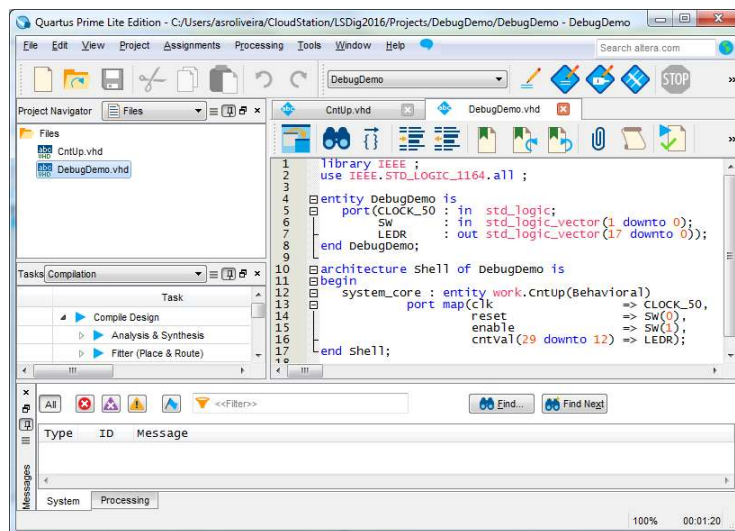 Quartus Prime Lite Edition - C:/Users/asroliveira/CloudStation/LSDig2016/Projects/DebugDemo/DebugDemo - DebugDemo
File Edit View Project Assignments Processing Tools Window Help Search altera.com
DebugDemo STOP »
Project Navigator Files
Files
CntUp.vhd
DebugDemo.vhd
CntUp.vhd DebugDemo.vhd
»
1 library IEEE ;
2 use IEEE.STD_LOGIC_1164.all ;
3
4 entity DebugDemo is
5 port(CLOCK_50 : in std_logic;
6 SW : in std_logic_vector(1 downto 0);
7 LEDR : out std_logic_vector(17 downto 0));
8 end DebugDemo;
9
10 architecture Shell of DebugDemo is
11 begin
12 system_core : entity work.CntUp(Behavioral)
13 port map(clk => CLOCK_50,
14 reset => SW(0),
15 enable => SW(1),
16 cntVal(29 downto 12) => LEDR);
17 end Shell;
18
Tasks Compilation
Task
Compile Design
Analysis & Synthesis
Fitter (Place & Route)
All <<Filter>> Find... Find Next
Type ID Message
Messages
System Processing
100% 00:01:20